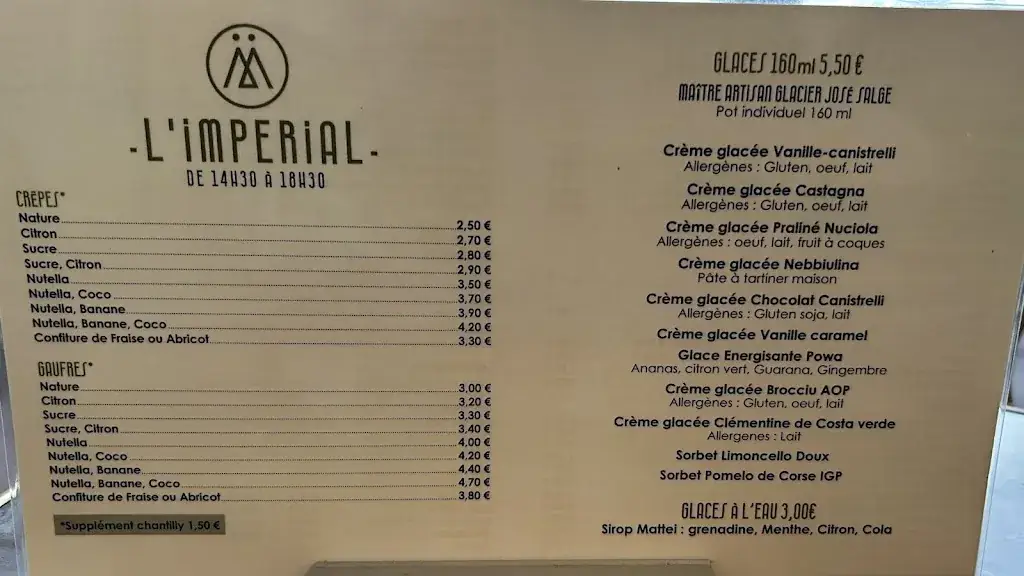 L'iMPERiAL
DE 14H30 À 18H30
CRÊPES*
Nature 2,50 €
Citron 2,70 €
Sucre 2,80 €
Sucre, Citron 2,90 €
Nutella 3,50 €
Nutella, Coco 3,70 €
Nutella, Banane 3,90 €
Nutella, Banane, Coco 4,20 €
Confiture de Fraise ou Abricot 3,30 €
GAUFRES*
Nature 3,00 €
Citron 3,20 €
Sucre 3,30 €
Sucre, Citron 3,40 €
Nutella 4,00 €
Nutella, Coco 4,20 €
Nutella, Banane 4,40 €
Nutella, Banane, Coco 4,70 €
Confiture de Fraise ou Abricot 3,80 €
*Supplément chantilly 1,50 €
GLACES 160ml 5,50 €
MAÎTRE ARTISAN GLACIER JOSÉ SALGE
Pot individuel 160 ml
Crème glacée Vanille-canistrelli
Allergènes : Gluten, oeuf, lait
Crème glacée Castagna
Allergènes : Gluten, oeuf, lait
Crème glacée Praliné Nuciola
Allergènes : oeuf, lait, fruit à coques
Crème glacée Nebbiulina
Pâte à tartiner maison
Crème glacée Chocolat Canistrelli
Allergènes : Gluten soja, lait
Crème glacée Vanille caramel
Glace Energisante Powa
Ananas, citron vert, Guarana, Gingembre
Crème glacée Brocciu AOP
Allergènes : Gluten, oeuf, lait
Crème glacée Clémentine de Costa verde
Allergenes : Lait
Sorbet Limoncello Doux
Sorbet Pomelo de Corse IGP
GLACES À L'EAU 3,00€
Sirop Mattei : grenadine, Menthe, Citron, Cola